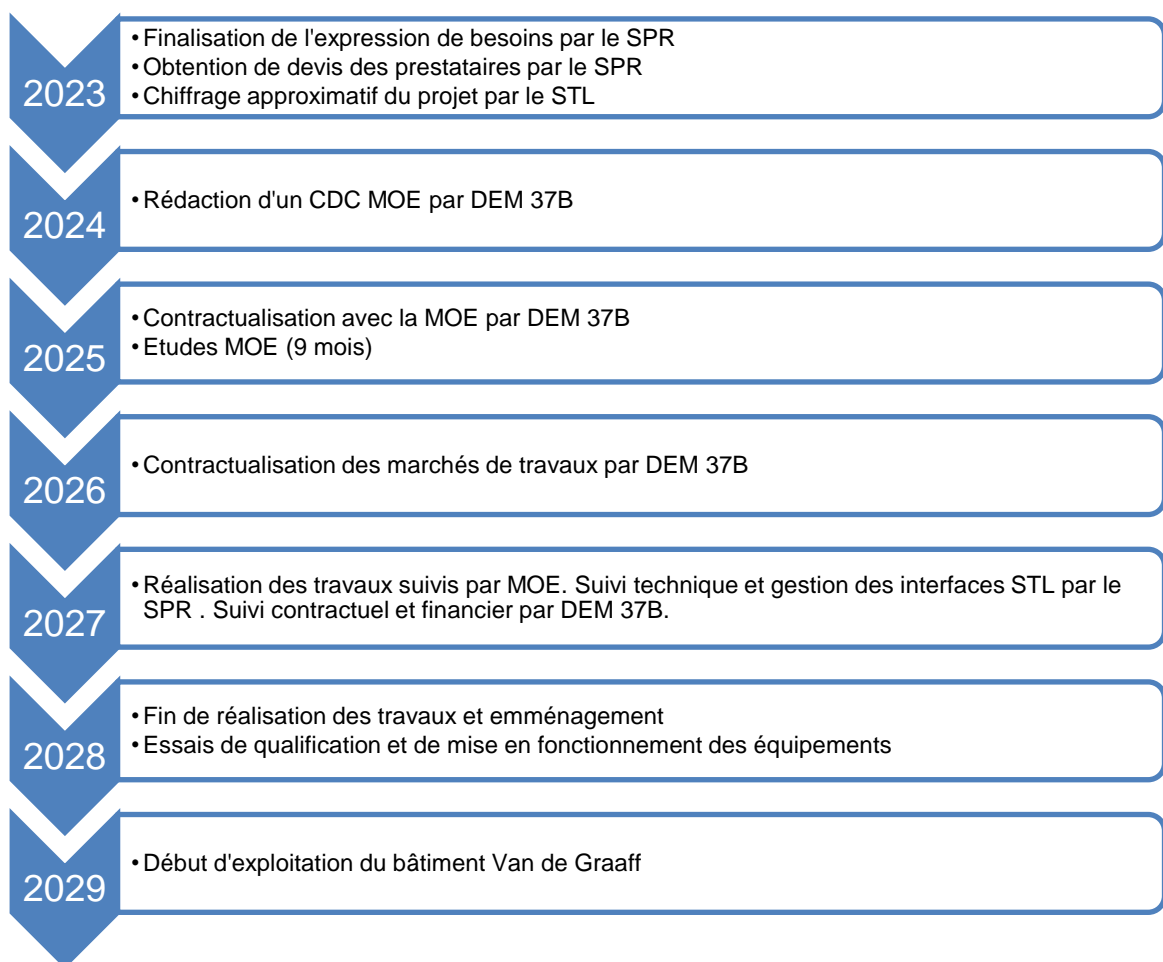 2023
• Finalisation de l'expression de besoins par le SPR
• Obtention de devis des prestataires par le SPR
• Chiffrage approximatif du projet par le STL
2024
• Rédaction d'un CDC MOE par DEM 37B
2025
• Contractualisation avec la MOE par DEM 37B
• Etudes MOE (9 mois)
2026
• Contractualisation des marchés de travaux par DEM 37B
2027
• Réalisation des travaux suivis par MOE. Suivi technique et gestion des interfaces STL par le
SPR . Suivi contractuel et financier par DEM 37B.
2028
• Fin de réalisation des travaux et emménagement
• Essais de qualification et de mise en fonctionnement des équipements
2029
• Début d'exploitation du bâtiment Van de Graaff